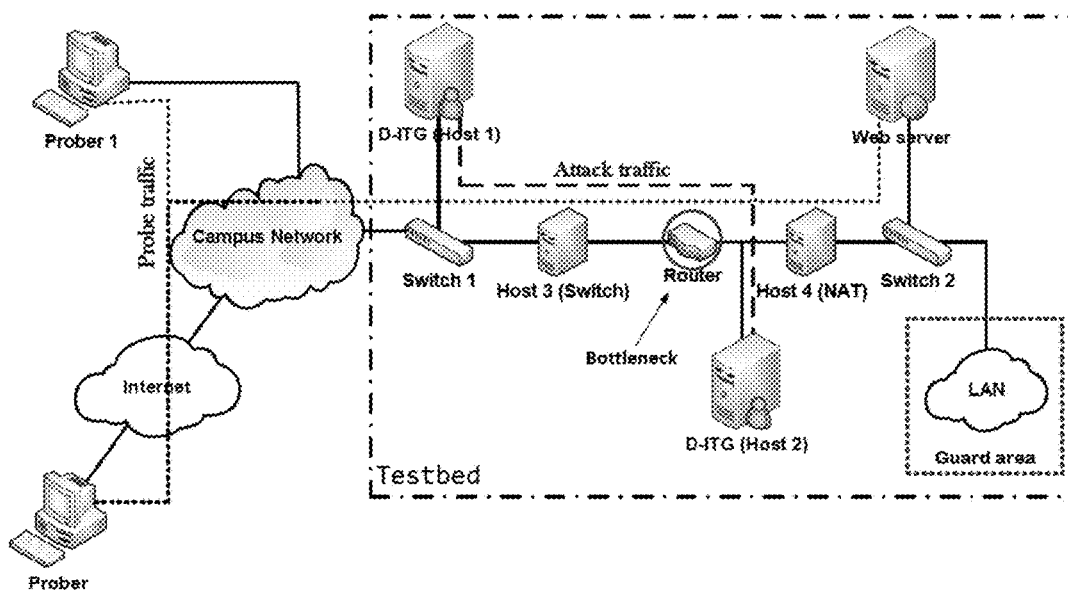 Prober 1
D-ITG (Host 1)
Web server
Probe traffic
Attack traffic
Campus Network
Switch 1
Host 3 (Switch)
Router
Host 4 (NAT)
Switch 2
Bottleneck
Internet
LAN
D-ITG (Host 2)
Guard area
Testbed
Prober